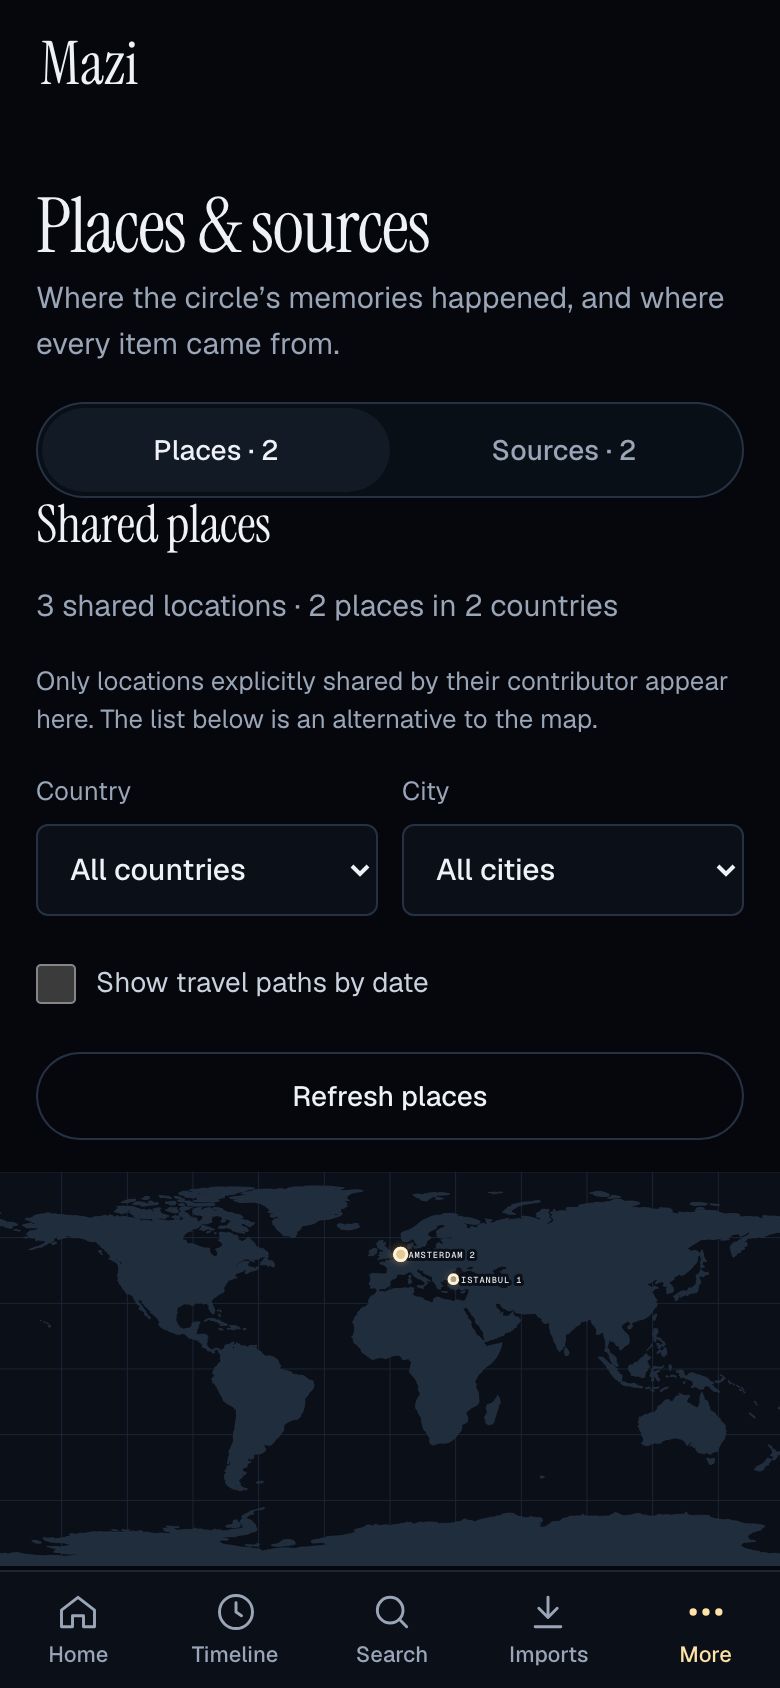 Mazi
Places & sources
Where the circle’s memories happened, and where
every item came from.
Places · 2
Sources · 2
Shared places
3 shared locations · 2 places in 2 countries
Only locations explicitly shared by their contributor appear
here. The list below is an alternative to the map.
Country
City
All countries
All cities
Show travel paths by date
Refresh places
AMSTERDAM 2
ISTANBUL 1
Home
Timeline
Search
Imports
More